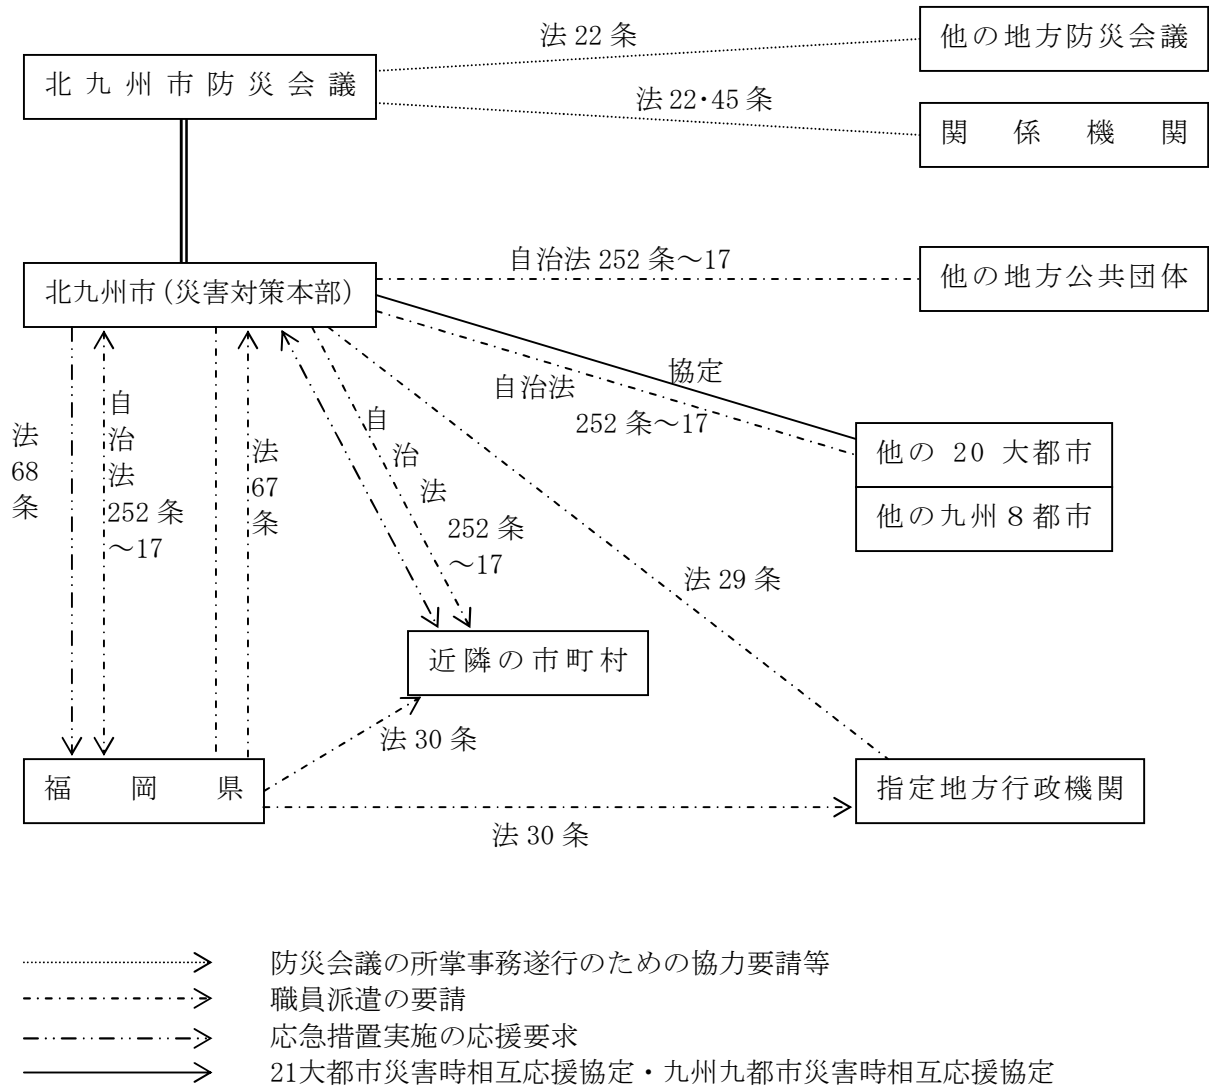 法 22 条
他の地方防災会議
北九州市防災会議
法 22・45 条
関係機関
自治法 252 条～17
他の地方公共団体
北九州市（災害対策本部）
協定
自治法
252 条～17
他の 20 大都市
他の九州８都市
法
68
条
自
治
法
252 条
～17
法
67
条
自
治
法
252 条
～17
法 29 条
近隣の市町村
法 30 条
福岡県
指定地方行政機関
法 30 条
防災会議の所掌事務遂行のための協力要請等
職員派遣の要請
応急措置実施の応援要求
21大都市災害時相互応援協定・九州九都市災害時相互応援協定